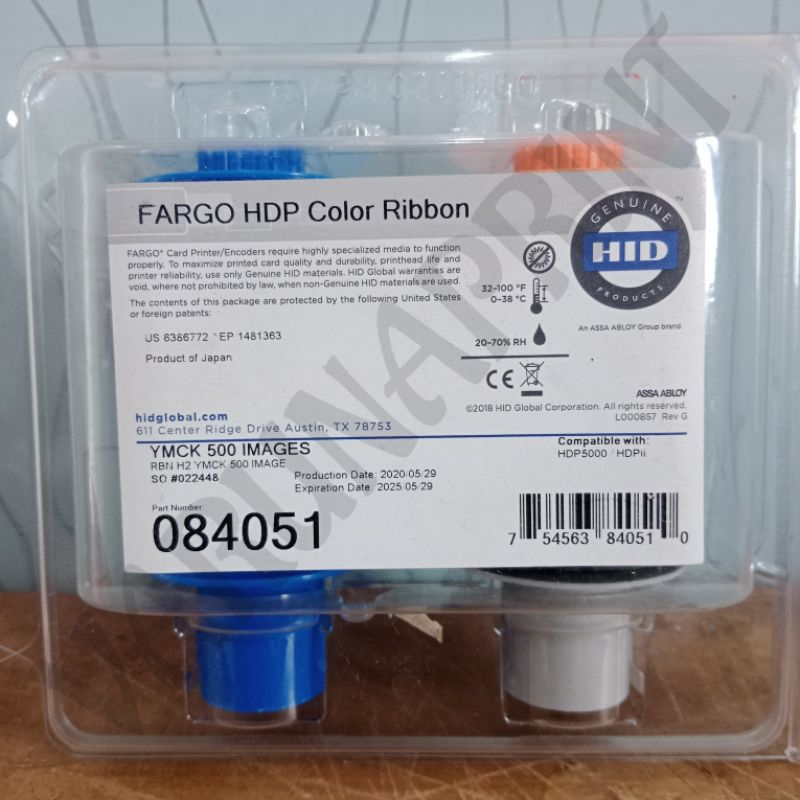 FARGO HDP Color Ribbon
FARGO® Card Printer/Encoders require highly specialized media to function
properly. To maximize printed card quality and durability, printhead life and
printer reliability, use only Genuine HID materials. HID Global warranties are
void, where not prohibited by law, when non-Genuine HID materials are used.
The contents of this package are protected by the following United States
or foreign patents:
US 6386772 `EP 1481363
Product of Japan
GENUINE
HID
PRODUCTS
™
32-100 °F
0-38 °C
An ASSA ABLOY Group brand
20-70% RH
CE
ASSA ABLOY
©2018 HID Global Corporation. All rights reserved.
L000857 Rev G
hidglobal.com
611 Center Ridge Drive Austin, TX 78753
YMCK 500 IMAGES
RBN H2 YMCK 500 IMAGE
SO #022448
Production Date: 2020/05/29
Expiration Date: 2025/05/29
Compatible with:
HDP5000 / HDPii
Part Number:
084051
7 54563 84051 0
VARUNAPRINT